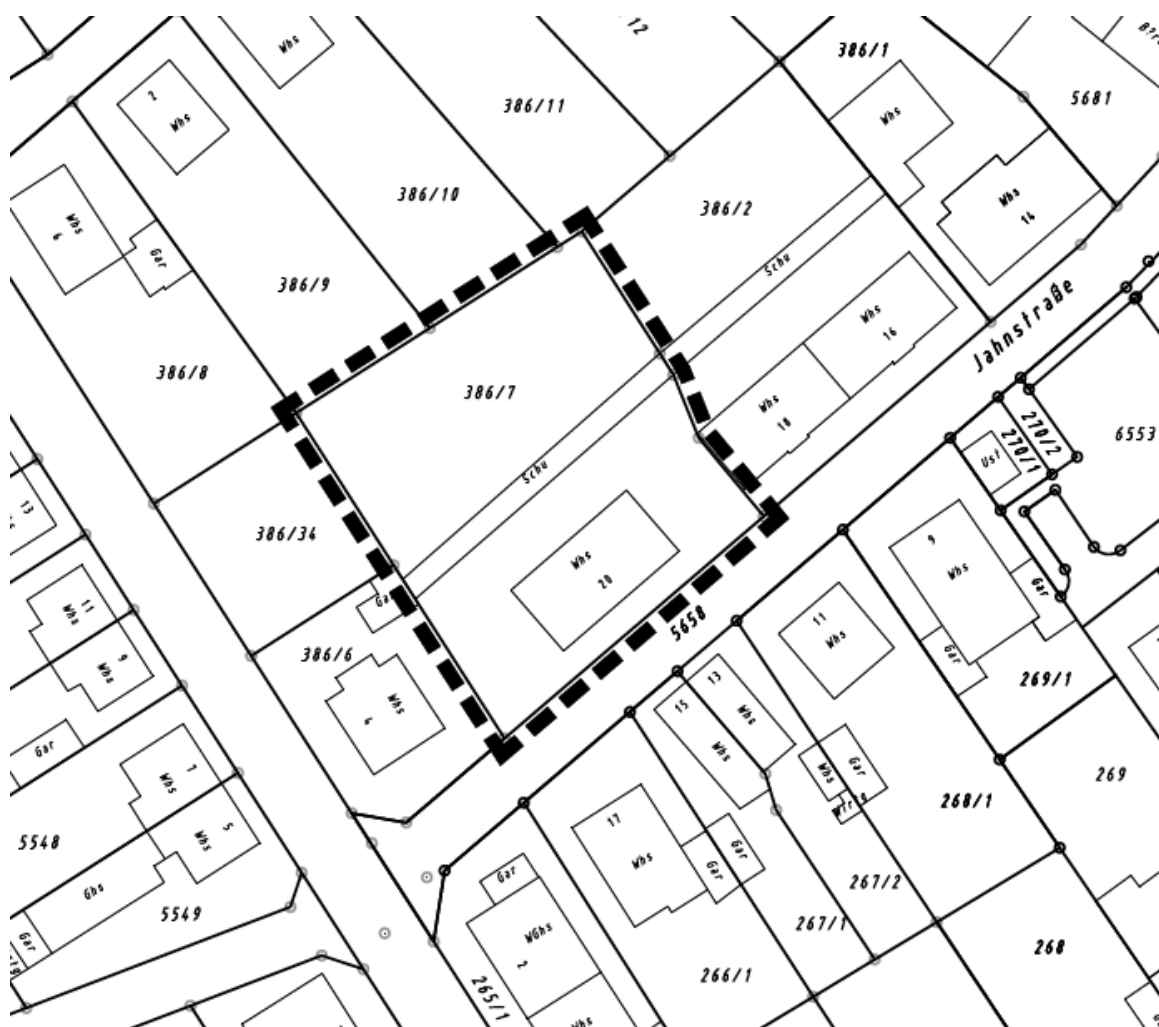 12
386/1
Whs
5681
2
Whs
386/11
Whs
386/10
386/2
Whs
14
Whs
6
Gar
386/9
Schu
Jahnstraße
Whs
16
386/8
386/7
Whs
18
270/2
270/1
6553
Ust
Schu
13
386/34
9
Whs
Whs
20
Gar
Gar
11
Whs
5658
11
Whs
386/6
9
Whs
Gar
269/1
4
Whs
13
15
Whs
Whs
Gar
7
Whs
Gar
Whs
269
268/1
5
Whs
17
Whs
Gar
Gar
5548
Ghs
Gar
267/2
5549
WGhs
2
267/1
Gar
268
266/1
265/1
Whs